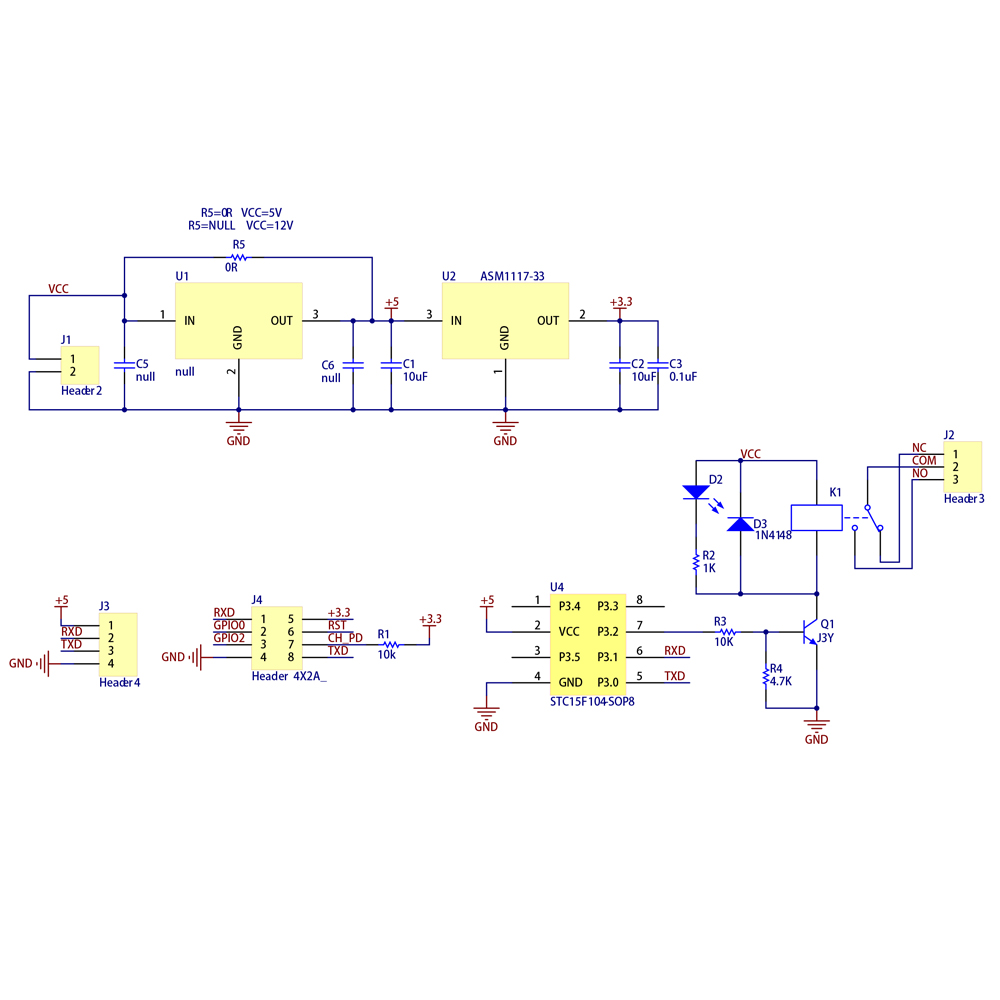 R5=0R VCC=5V
R5=NULL VCC=12V
R5
0R
U1
U2 ASM1117-33
VCC
+5
+3.3
1 IN OUT 3
GND
2
3 IN OUT 2
GND
1
J1
1
2
Header2
C5
null
null
C6
null
C1
10uF
C2
10uF
C3
0.1uF
GND
GND
J2
NC 1
COM 2
NO 3
Header3
VCC
D2
K1
D3
1N4148
R2
1K
+5
J3
1
RXD 2
TXD 3
GND 4
Header4
J4
RXD 1 5 +3.3
GPIO0 2 6 RST
GPIO2 3 7 CH_PD
GND 4 8 TXD
Header 4X2A_
R1
10k
+3.3
U4
+5
1 P3.4 P3.3 8
2 VCC P3.2 7
3 P3.5 P3.1 6 RXD
4 GND P3.0 5 TXD
STC15F104-SOP8
GND
R3
10K
Q1
J3Y
R4
4.7K
GND